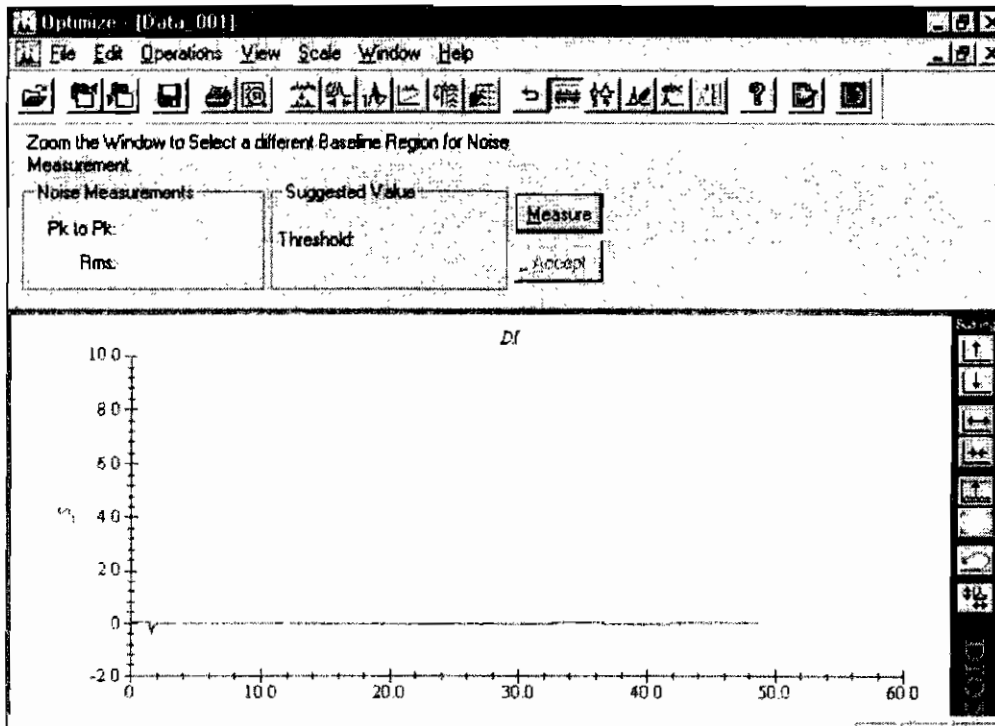 Optimize - [Data_001]
File Edit Operations View Scale Window Help
Zoom the Window to Select a different Baseline Region for Noise
Measurement.
Noise Measurements
Suggested Value
Pk to Pk:
Rms:
Threshold:
Measure
Accept
10.0
8.0
6.0
4.0
2.0
0
-2.0
0 10.0 20.0 30.0 40.0 50.0 60.0